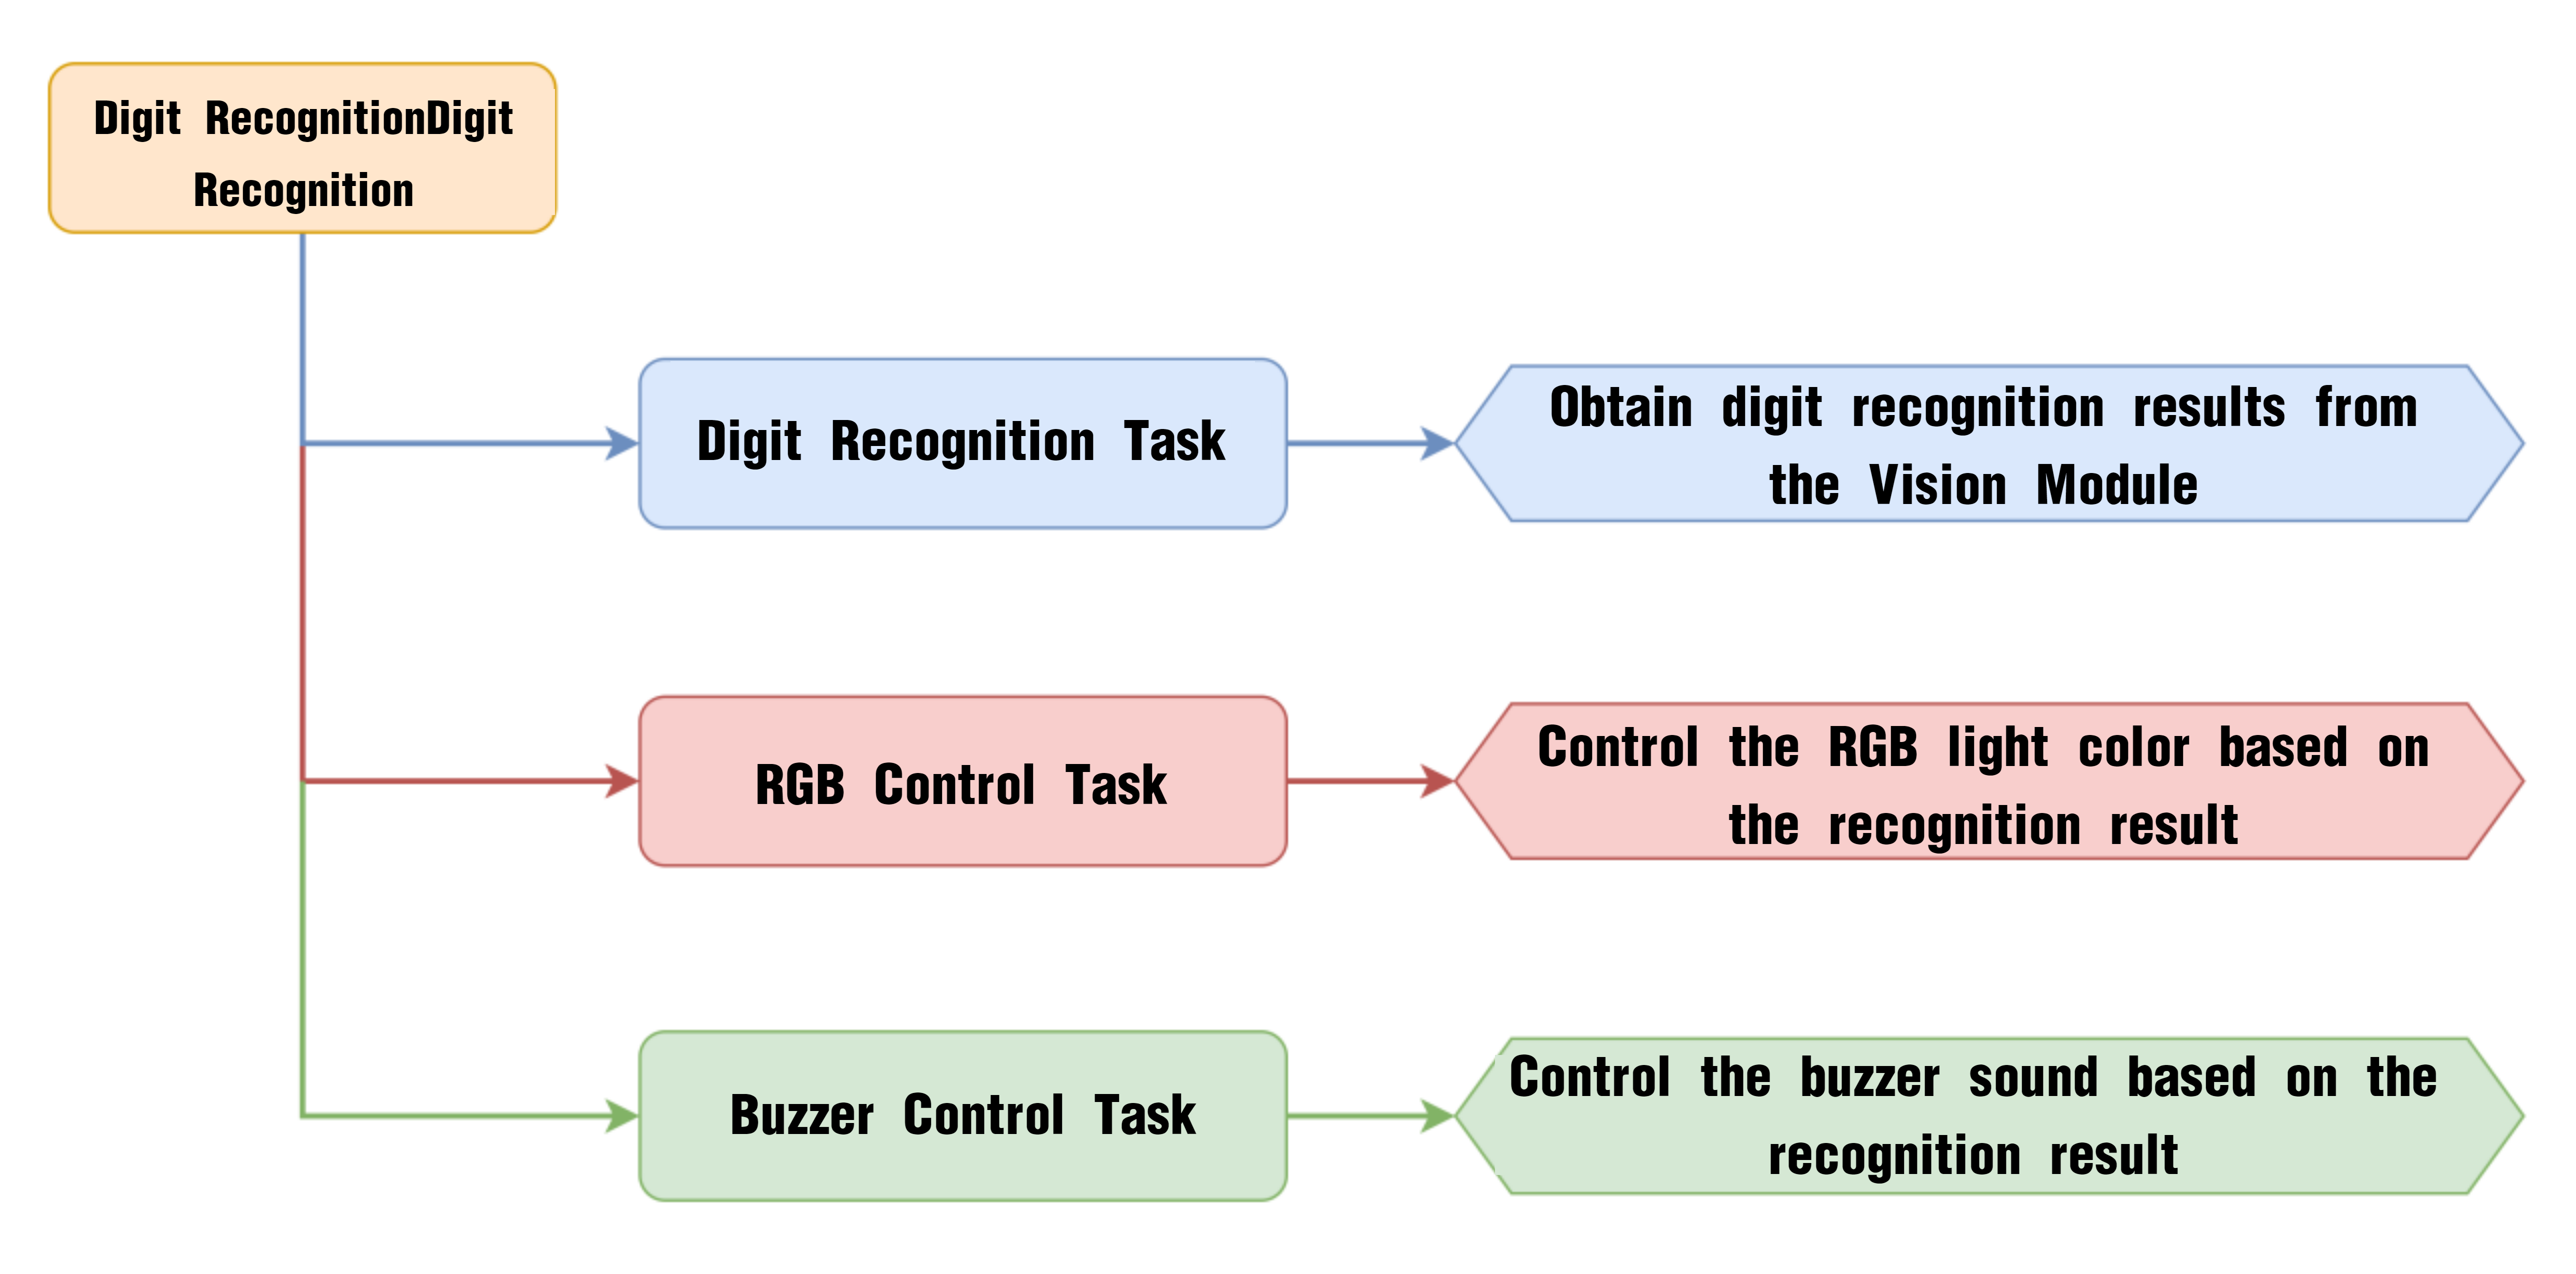 Digit RecognitionDigit
Recognition
Digit Recognition Task
Obtain digit recognition results from
the Vision Module
RGB Control Task
Control the RGB light color based on
the recognition result
Buzzer Control Task
Control the buzzer sound based on the
recognition result